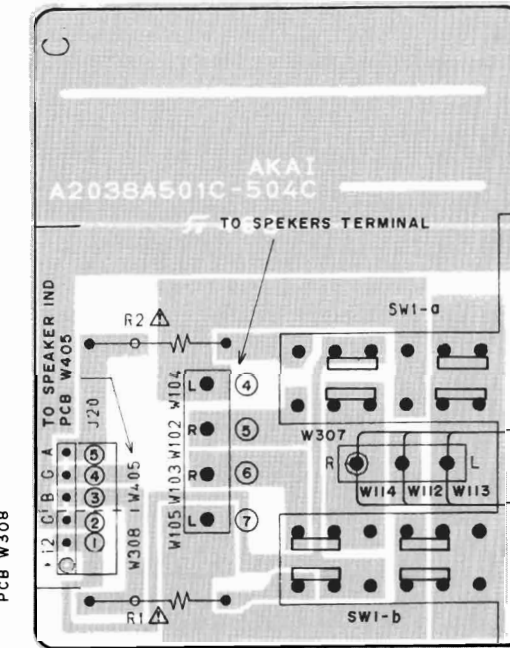 C
AKAI
A2038A501C-504C
TO SPEKERS TERMINAL
SW1-a
R2
TO SPEAKER IND
PCB W405
J20
A
G
B
C
5
4
3
2
1
W308
W405
W104
W102
W103
W105
L
R
R
L
4
5
6
7
W307
R
L
W114
W112
W113
R1
SW1-b
PCB W308